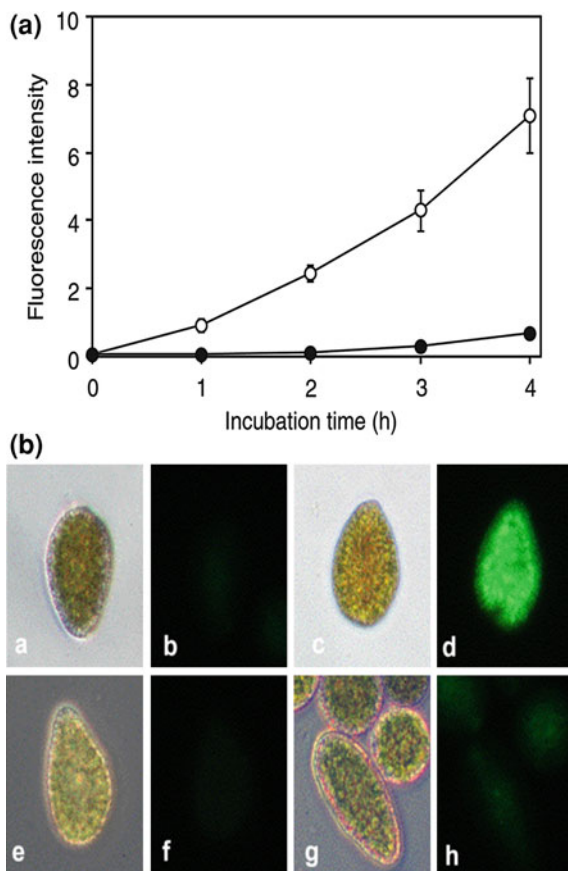 (a)
10
8
6
4
2
0
Fluorescence intensity
0 1 2 3 4
Incubation time (h)
(b)
a b c d
e f g h